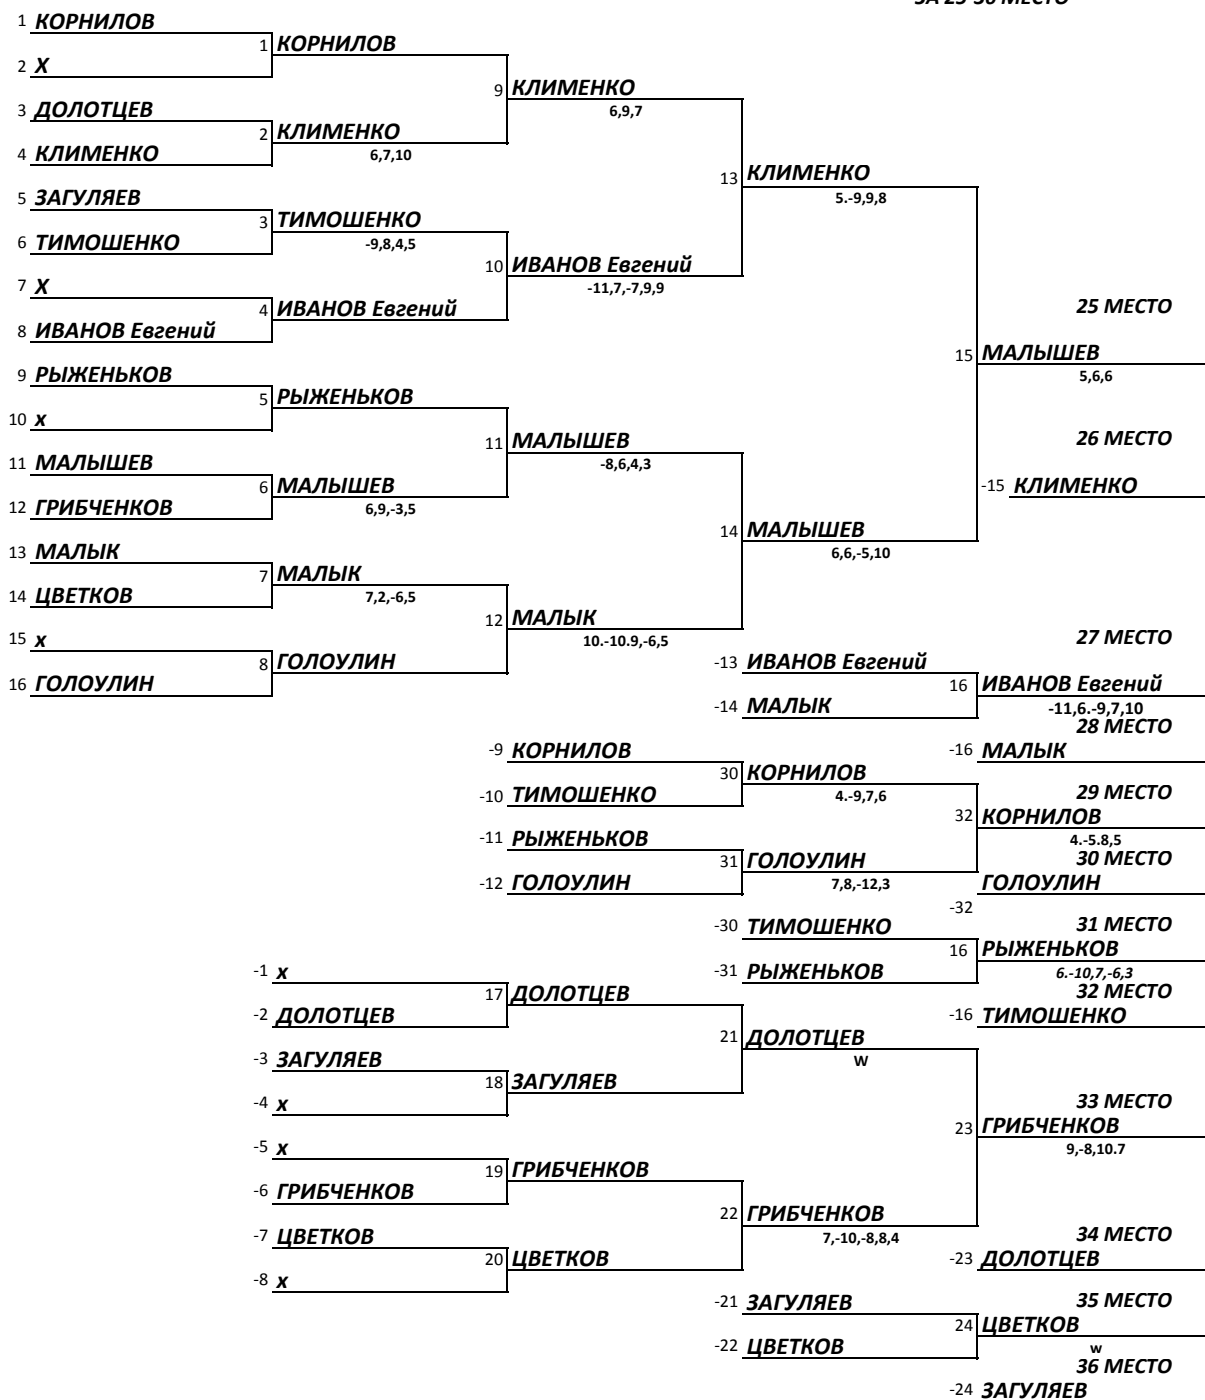 ЗА 25-36 МЕСТО
1 КОРНИЛОВ
1 КОРНИЛОВ
2 Х
9 КЛИМЕНКО
6,9,7
3 ДОЛОТЦЕВ
2 КЛИМЕНКО
6,7,10
4 КЛИМЕНКО
13 КЛИМЕНКО
5.-9,9,8
5 ЗАГУЛЯЕВ
3 ТИМОШЕНКО
-9,8,4,5
6 ТИМОШЕНКО
10 ИВАНОВ Евгений
-11,7,-7,9,9
7 Х
4 ИВАНОВ Евгений
8 ИВАНОВ Евгений
25 МЕСТО
15 МАЛЫШЕВ
5,6,6
9 РЫЖЕНЬКОВ
5 РЫЖЕНЬКОВ
10 х
11 МАЛЫШЕВ
-8,6,4,3
26 МЕСТО
11 МАЛЫШЕВ
6 МАЛЫШЕВ
6,9,-3,5
-15 КЛИМЕНКО
12 ГРИБЧЕНКОВ
14 МАЛЫШЕВ
6,6,-5,10
13 МАЛЫК
7 МАЛЫК
7,2,-6,5
14 ЦВЕТКОВ
12 МАЛЫК
10.-10.9,-6,5
15 х
8 ГОЛОУЛИН
16 ГОЛОУЛИН
27 МЕСТО
-13 ИВАНОВ Евгений
16 ИВАНОВ Евгений
-11,6.-9,7,10
-14 МАЛЫК
28 МЕСТО
-16 МАЛЫК
-9 КОРНИЛОВ
30 КОРНИЛОВ
4.-9,7,6
-10 ТИМОШЕНКО
29 МЕСТО
32 КОРНИЛОВ
4.-5.8,5
-11 РЫЖЕНЬКОВ
31 ГОЛОУЛИН
7,8,-12,3
30 МЕСТО
-12 ГОЛОУЛИН
ГОЛОУЛИН
-32
-30 ТИМОШЕНКО
31 МЕСТО
16 РЫЖЕНЬКОВ
6.-10,7,-6,3
-31 РЫЖЕНЬКОВ
32 МЕСТО
-16 ТИМОШЕНКО
-1 х
17 ДОЛОТЦЕВ
-2 ДОЛОТЦЕВ
21 ДОЛОТЦЕВ
W
-3 ЗАГУЛЯЕВ
18 ЗАГУЛЯЕВ
-4 х
33 МЕСТО
23 ГРИБЧЕНКОВ
9,-8,10.7
-5 х
19 ГРИБЧЕНКОВ
-6 ГРИБЧЕНКОВ
22 ГРИБЧЕНКОВ
7,-10,-8,8,4
-7 ЦВЕТКОВ
20 ЦВЕТКОВ
-8 х
34 МЕСТО
-23 ДОЛОТЦЕВ
-21 ЗАГУЛЯЕВ
35 МЕСТО
24 ЦВЕТКОВ
w
-22 ЦВЕТКОВ
36 МЕСТО
-24 ЗАГУЛЯЕВ